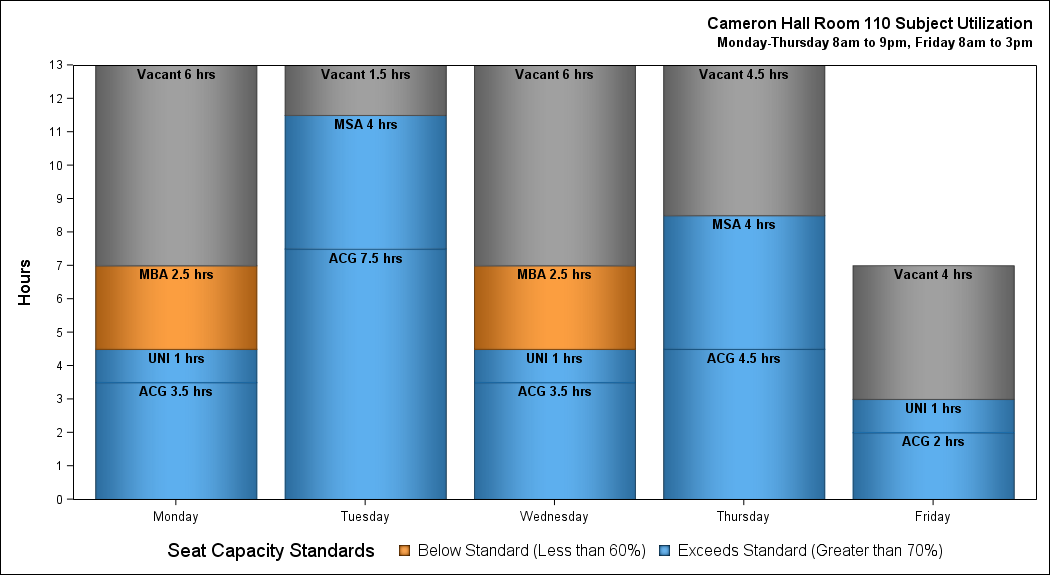 Cameron Hall Room 110 Subject Utilization
Monday-Thursday 8am to 9pm, Friday 8am to 3pm
Hours
13
12
11
10
9
8
7
6
5
4
3
2
1
0
Vacant 6 hrs
MBA 2.5 hrs
UNI 1 hrs
ACG 3.5 hrs
Vacant 1.5 hrs
MSA 4 hrs
ACG 7.5 hrs
Vacant 6 hrs
MBA 2.5 hrs
UNI 1 hrs
ACG 3.5 hrs
Vacant 4.5 hrs
MSA 4 hrs
ACG 4.5 hrs
Vacant 4 hrs
UNI 1 hrs
ACG 2 hrs
Monday Tuesday Wednesday Thursday Friday
Seat Capacity Standards Below Standard (Less than 60%) Exceeds Standard (Greater than 70%)